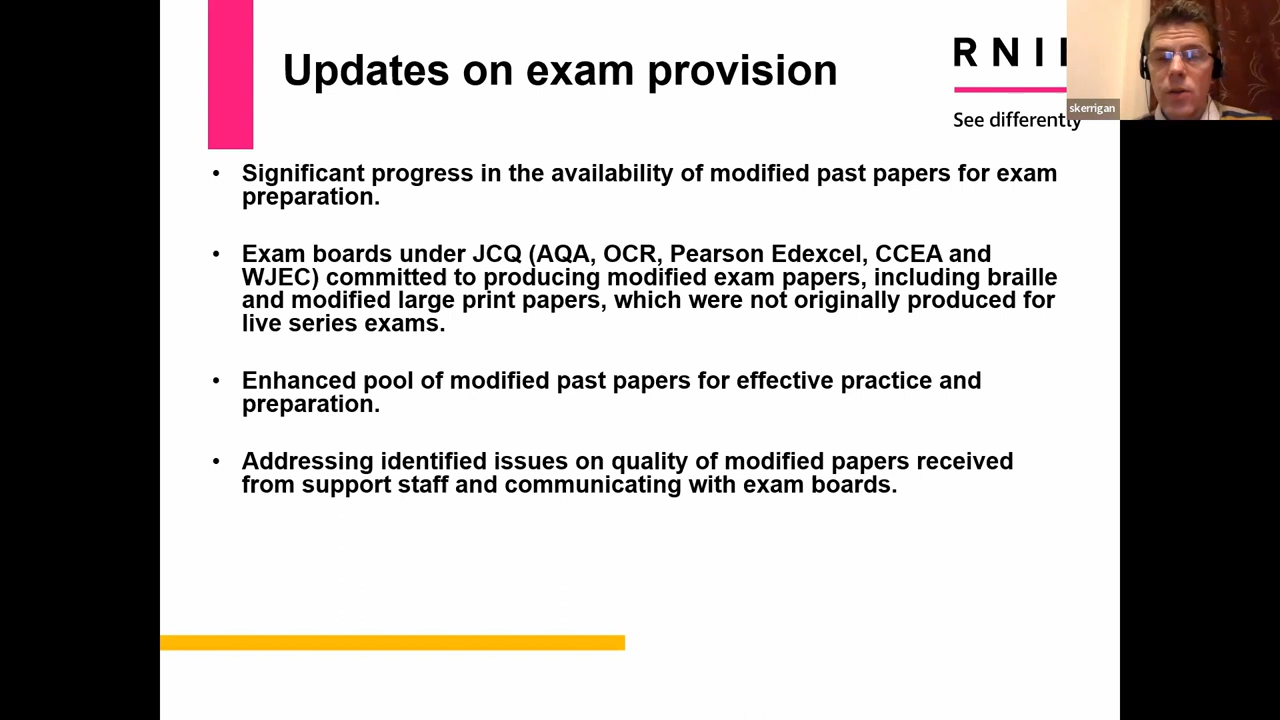 Updates on exam provision
RNI
See differently
skerrigan
• Significant progress in the availability of modified past papers for exam
preparation.
• Exam boards under JCQ (AQA, OCR, Pearson Edexcel, CCEA and
WJEC) committed to producing modified exam papers, including braille
and modified large print papers, which were not originally produced for
live series exams.
• Enhanced pool of modified past papers for effective practice and
preparation.
• Addressing identified issues on quality of modified papers received
from support staff and communicating with exam boards.